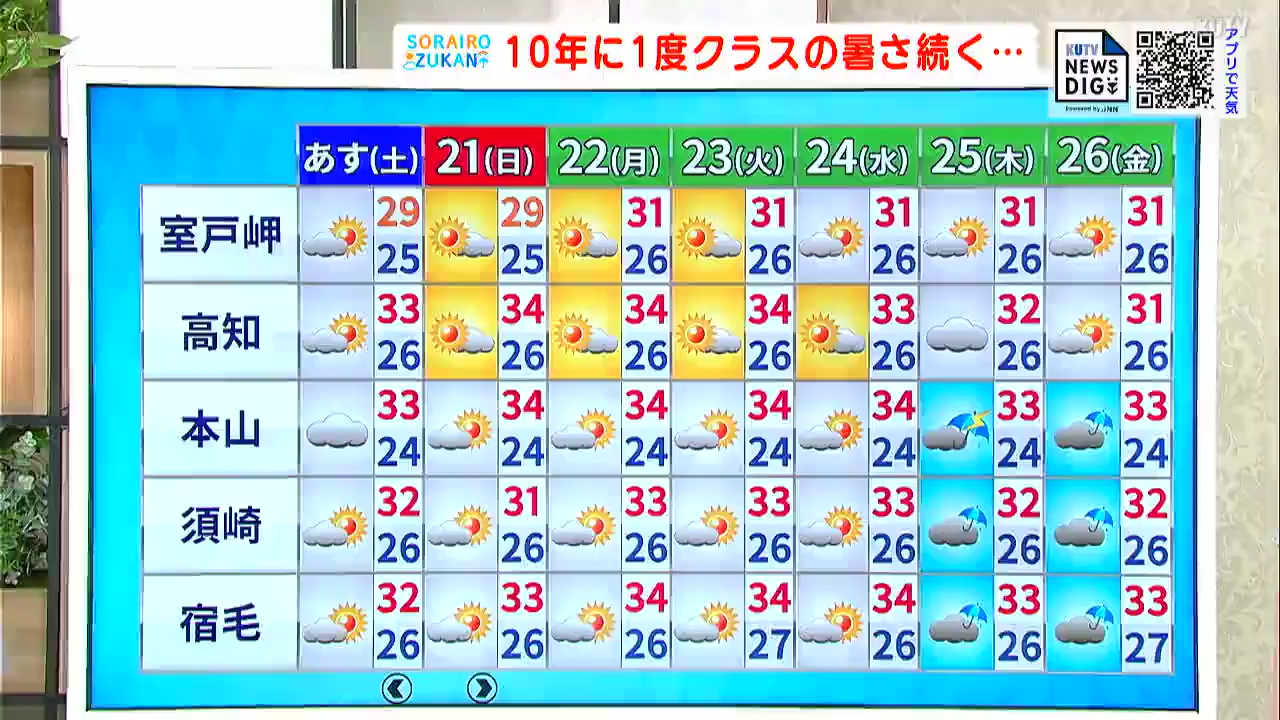 KUTV
SORAIRO
ZUKAN
10年に1度クラスの暑さ続く…
KUTV
NEWS
DIG
Powered by JNN
アプリで天気
あす(土) 21(日) 22(月) 23(火) 24(水) 25(木) 26(金)
室戸岬 29 29 31 31 31 31 31
25 25 26 26 26 26 26
高知 33 34 34 34 33 32 31
26 26 26 26 26 26 26
本山 33 34 34 34 34 33 33
24 24 24 24 24 24 24
須崎 32 31 33 33 33 32 32
26 26 26 26 26 26 26
宿毛 32 33 34 34 34 33 33
26 26 26 27 26 26 27